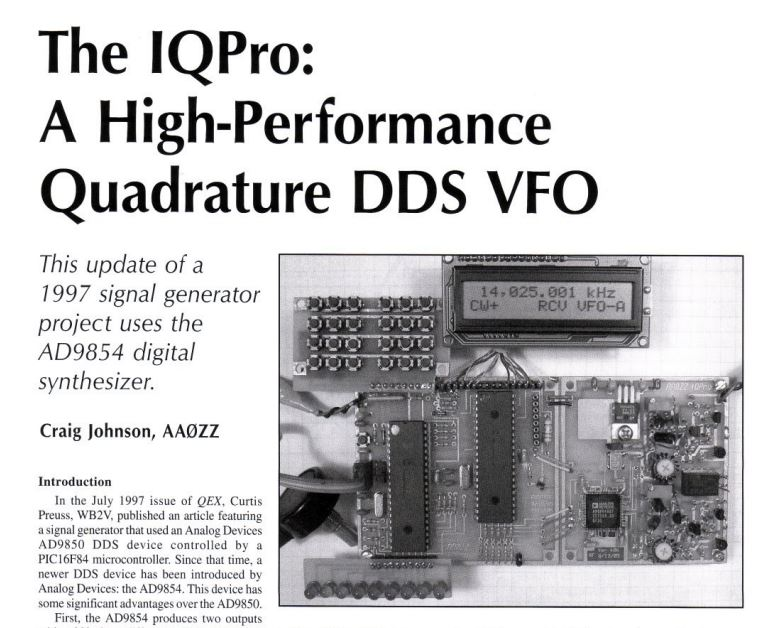 The IQPro:
A High-Performance
Quadrature DDS VFO
This update of a
1997 signal generator
project uses the
AD9854 digital
synthesizer.
Craig Johnson, AAØZZ
14,025.001 kHz
CW+ RCV VFO-A
AA0ZZ IQPro
Introduction
In the July 1997 issue of QEX, Curtis
Preuss, WB2V, published an article featuring
a signal generator that used an Analog Devices
AD9850 DDS device controlled by a
PIC16F84 microcontroller. Since that time, a
newer DDS device has been introduced by
Analog Devices: the AD9854. This device has
some significant advantages over the AD9850.
First, the AD9854 produces two outputs